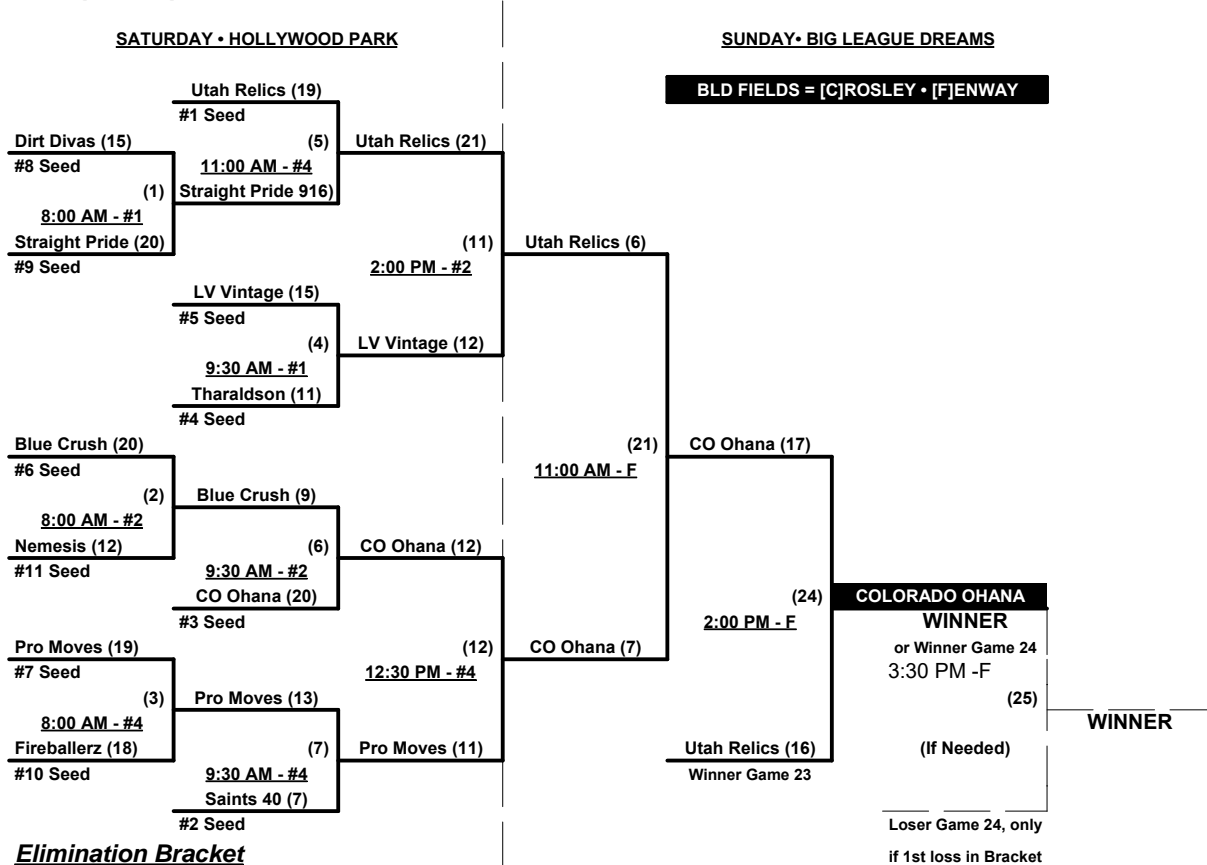 SATURDAY • HOLLYWOOD PARK
SUNDAY• BIG LEAGUE DREAMS
BLD FIELDS = [C]ROSLEY • [F]ENWAY
Utah Relics (19)
#1 Seed
Dirt Divas (15)
#8 Seed
(5)
11:00 AM - #4
Utah Relics (21)
(1)
8:00 AM - #1
Straight Pride 916)
Straight Pride (20)
#9 Seed
(11)
2:00 PM - #2
Utah Relics (6)
LV Vintage (15)
#5 Seed
(4)
9:30 AM - #1
LV Vintage (12)
Tharaldson (11)
#4 Seed
Blue Crush (20)
#6 Seed
(21)
11:00 AM - F
CO Ohana (17)
(2)
8:00 AM - #2
Blue Crush (9)
Nemesis (12)
#11 Seed
(6)
9:30 AM - #2
CO Ohana (12)
CO Ohana (20)
#3 Seed
(24)
2:00 PM - F
COLORADO OHANA
WINNER
or Winner Game 24
3:30 PM -F
(25)
WINNER
(If Needed)
Pro Moves (19)
#7 Seed
(12)
12:30 PM - #4
CO Ohana (7)
(3)
8:00 AM - #4
Pro Moves (13)
Fireballerz (18)
#10 Seed
(7)
9:30 AM - #4
Pro Moves (11)
Utah Relics (16)
Winner Game 23
Saints 40 (7)
#2 Seed
Loser Game 24, only
if 1st loss in Bracket
Elimination Bracket